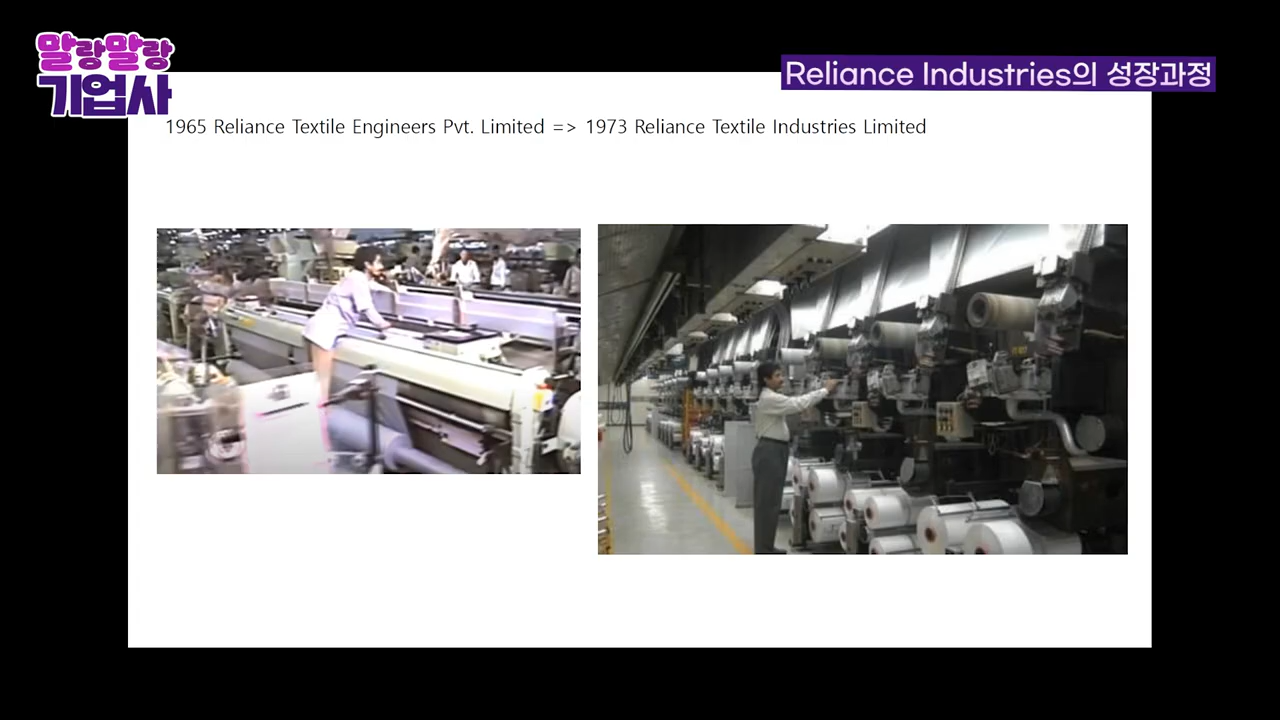 말랑말랑
기업사
Reliance Industries의 성장과정
1965 Reliance Textile Engineers Pvt. Limited => 1973 Reliance Textile Industries Limited